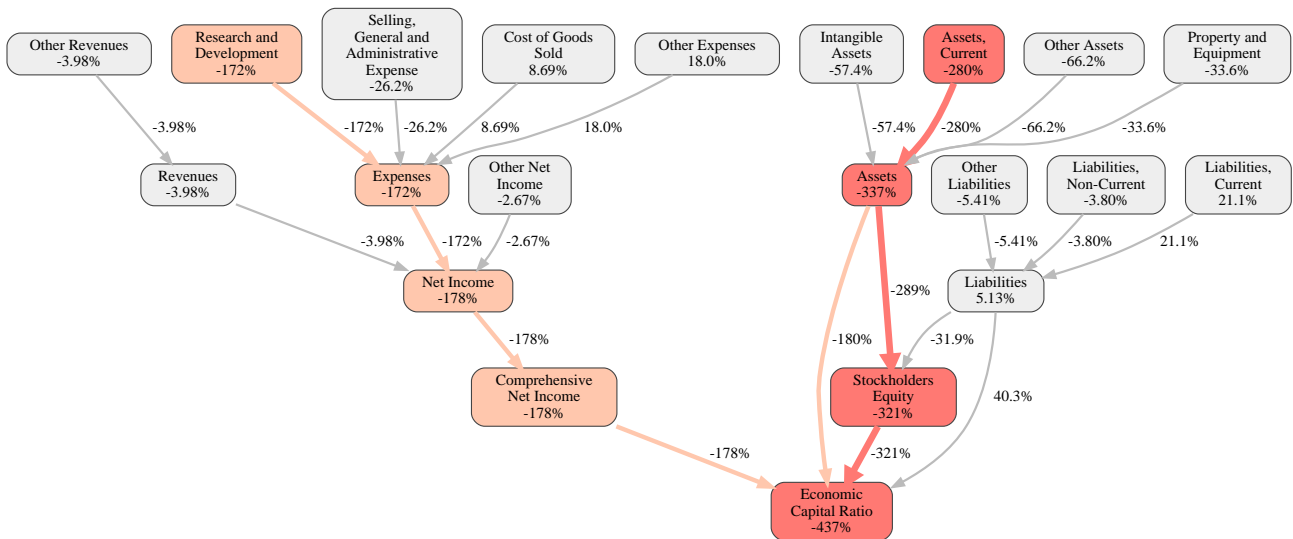 Other Revenues
-3.98%
Research and
Development
-172%
Selling,
General and
Administrative
Expense
-26.2%
Cost of Goods
Sold
8.69%
Other Expenses
18.0%
Intangible
Assets
-57.4%
Assets,
Current
-280%
Other Assets
-66.2%
Property and
Equipment
-33.6%
-3.98%
-172%
-26.2%
8.69%
18.0%
-57.4%
-280%
-66.2%
-33.6%
Revenues
-3.98%
Expenses
-172%
Other Net
Income
-2.67%
Assets
-337%
Other
Liabilities
-5.41%
Liabilities,
Non-Current
-3.80%
Liabilities,
Current
21.1%
-3.98%
-172%
-2.67%
-5.41%
-3.80%
21.1%
Net Income
-178%
-289%
Liabilities
5.13%
-178%
-180%
-31.9%
Comprehensive
Net Income
-178%
Stockholders
Equity
-321%
40.3%
-178%
-321%
Economic
Capital Ratio
-437%